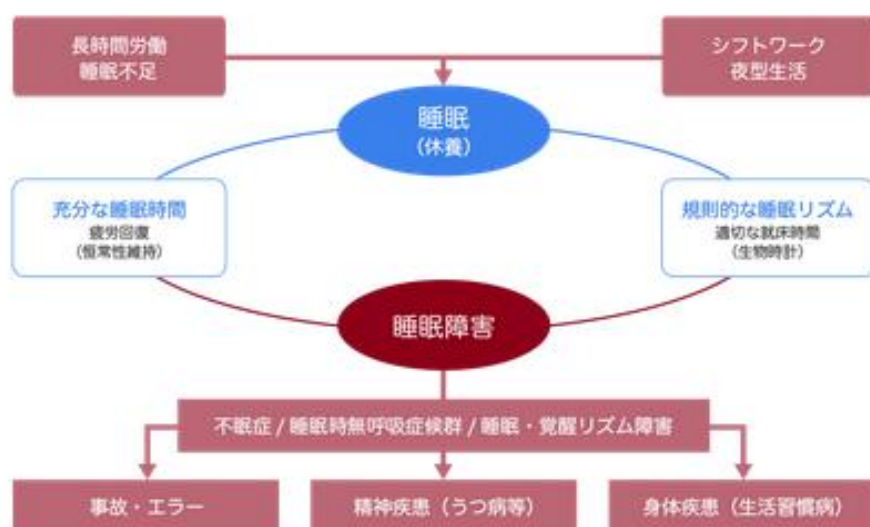 長時間労働
睡眠不足
シフトワーク
夜型生活
睡眠
(休養)
充分な睡眠時間
疲労回復
(恒常性維持)
規則的な睡眠リズム
適切な就床時間
(生物時計)
睡眠障害
不眠症 / 睡眠時無呼吸症候群 / 睡眠・覚醒リズム障害
事故・エラー
精神疾患（うつ病等）
身体疾患（生活習慣病）